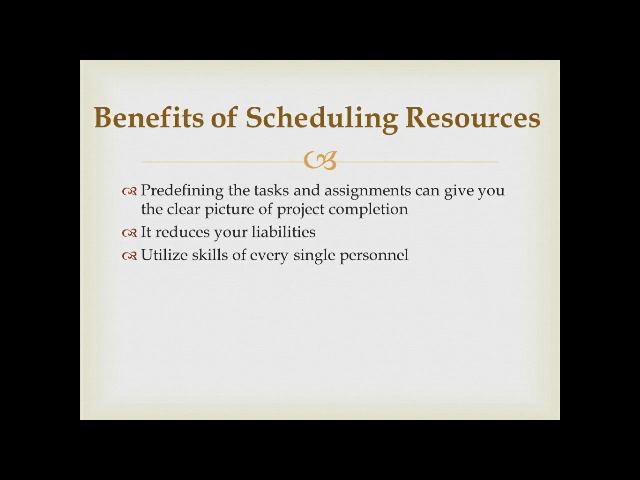 Benefits of Scheduling Resources
Predefining the tasks and assignments can give you
the clear picture of project completion
It reduces your liabilities
Utilize skills of every single personnel